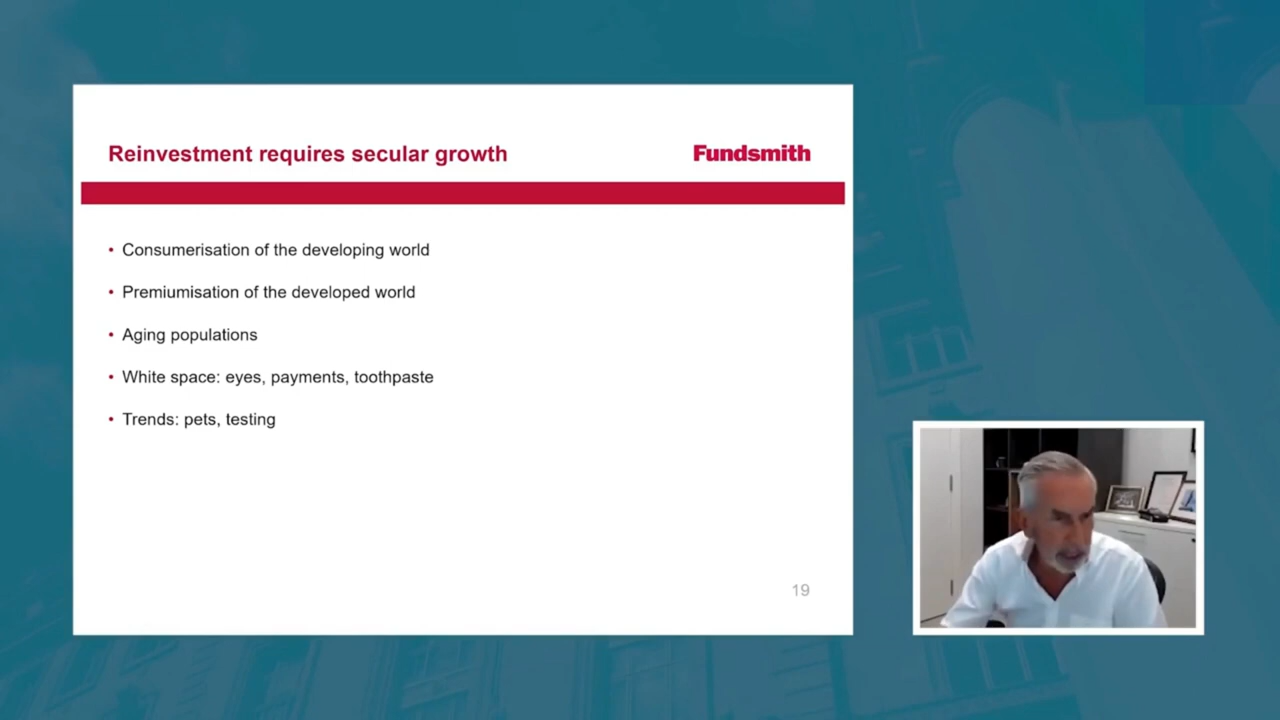 Reinvestment requires secular growth
Fundsmith
• Consumerisation of the developing world
• Premiumisation of the developed world
• Aging populations
• White space: eyes, payments, toothpaste
• Trends: pets, testing
19